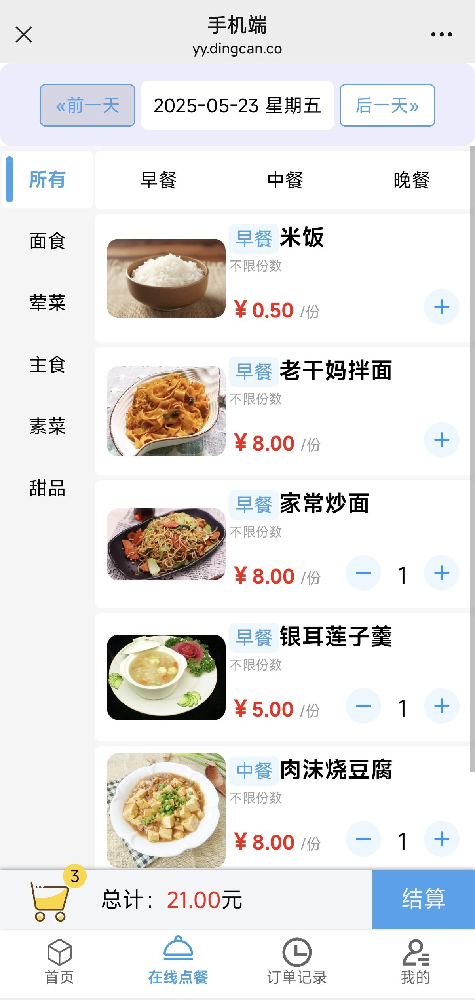 手机端
yy.dingcan.co
«前一天
2025-05-23 星期五
后一天»
所有
面食
荤菜
主食
素菜
甜品
早餐 中餐 晚餐
早餐 米饭
不限份数
¥ 0.50 /份
早餐 老干妈拌面
不限份数
¥ 8.00 /份
早餐 家常炒面
不限份数
¥ 8.00 /份 1
早餐 银耳莲子羹
不限份数
¥ 5.00 /份 1
中餐 肉沫烧豆腐
不限份数
¥ 8.00 /份 1
3
总计: 21.00元
结算
首页 在线点餐 订单记录 我的